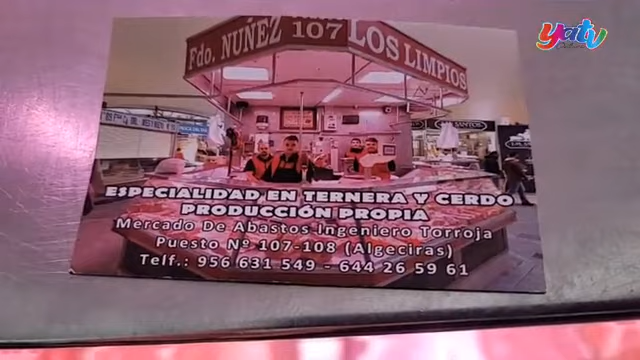 yatv
Fdo. NUÑEZ 107 LOS LIMPIOS
ESPECIALIDAD EN TERNERA Y CERDO
PRODUCCIÓN PROPIA
Mercado De Abastos Ingeniero Torroja
Puesto Nº 107-108 (Algeciras)
Telf.: 956 631 549 - 644 26 59 61